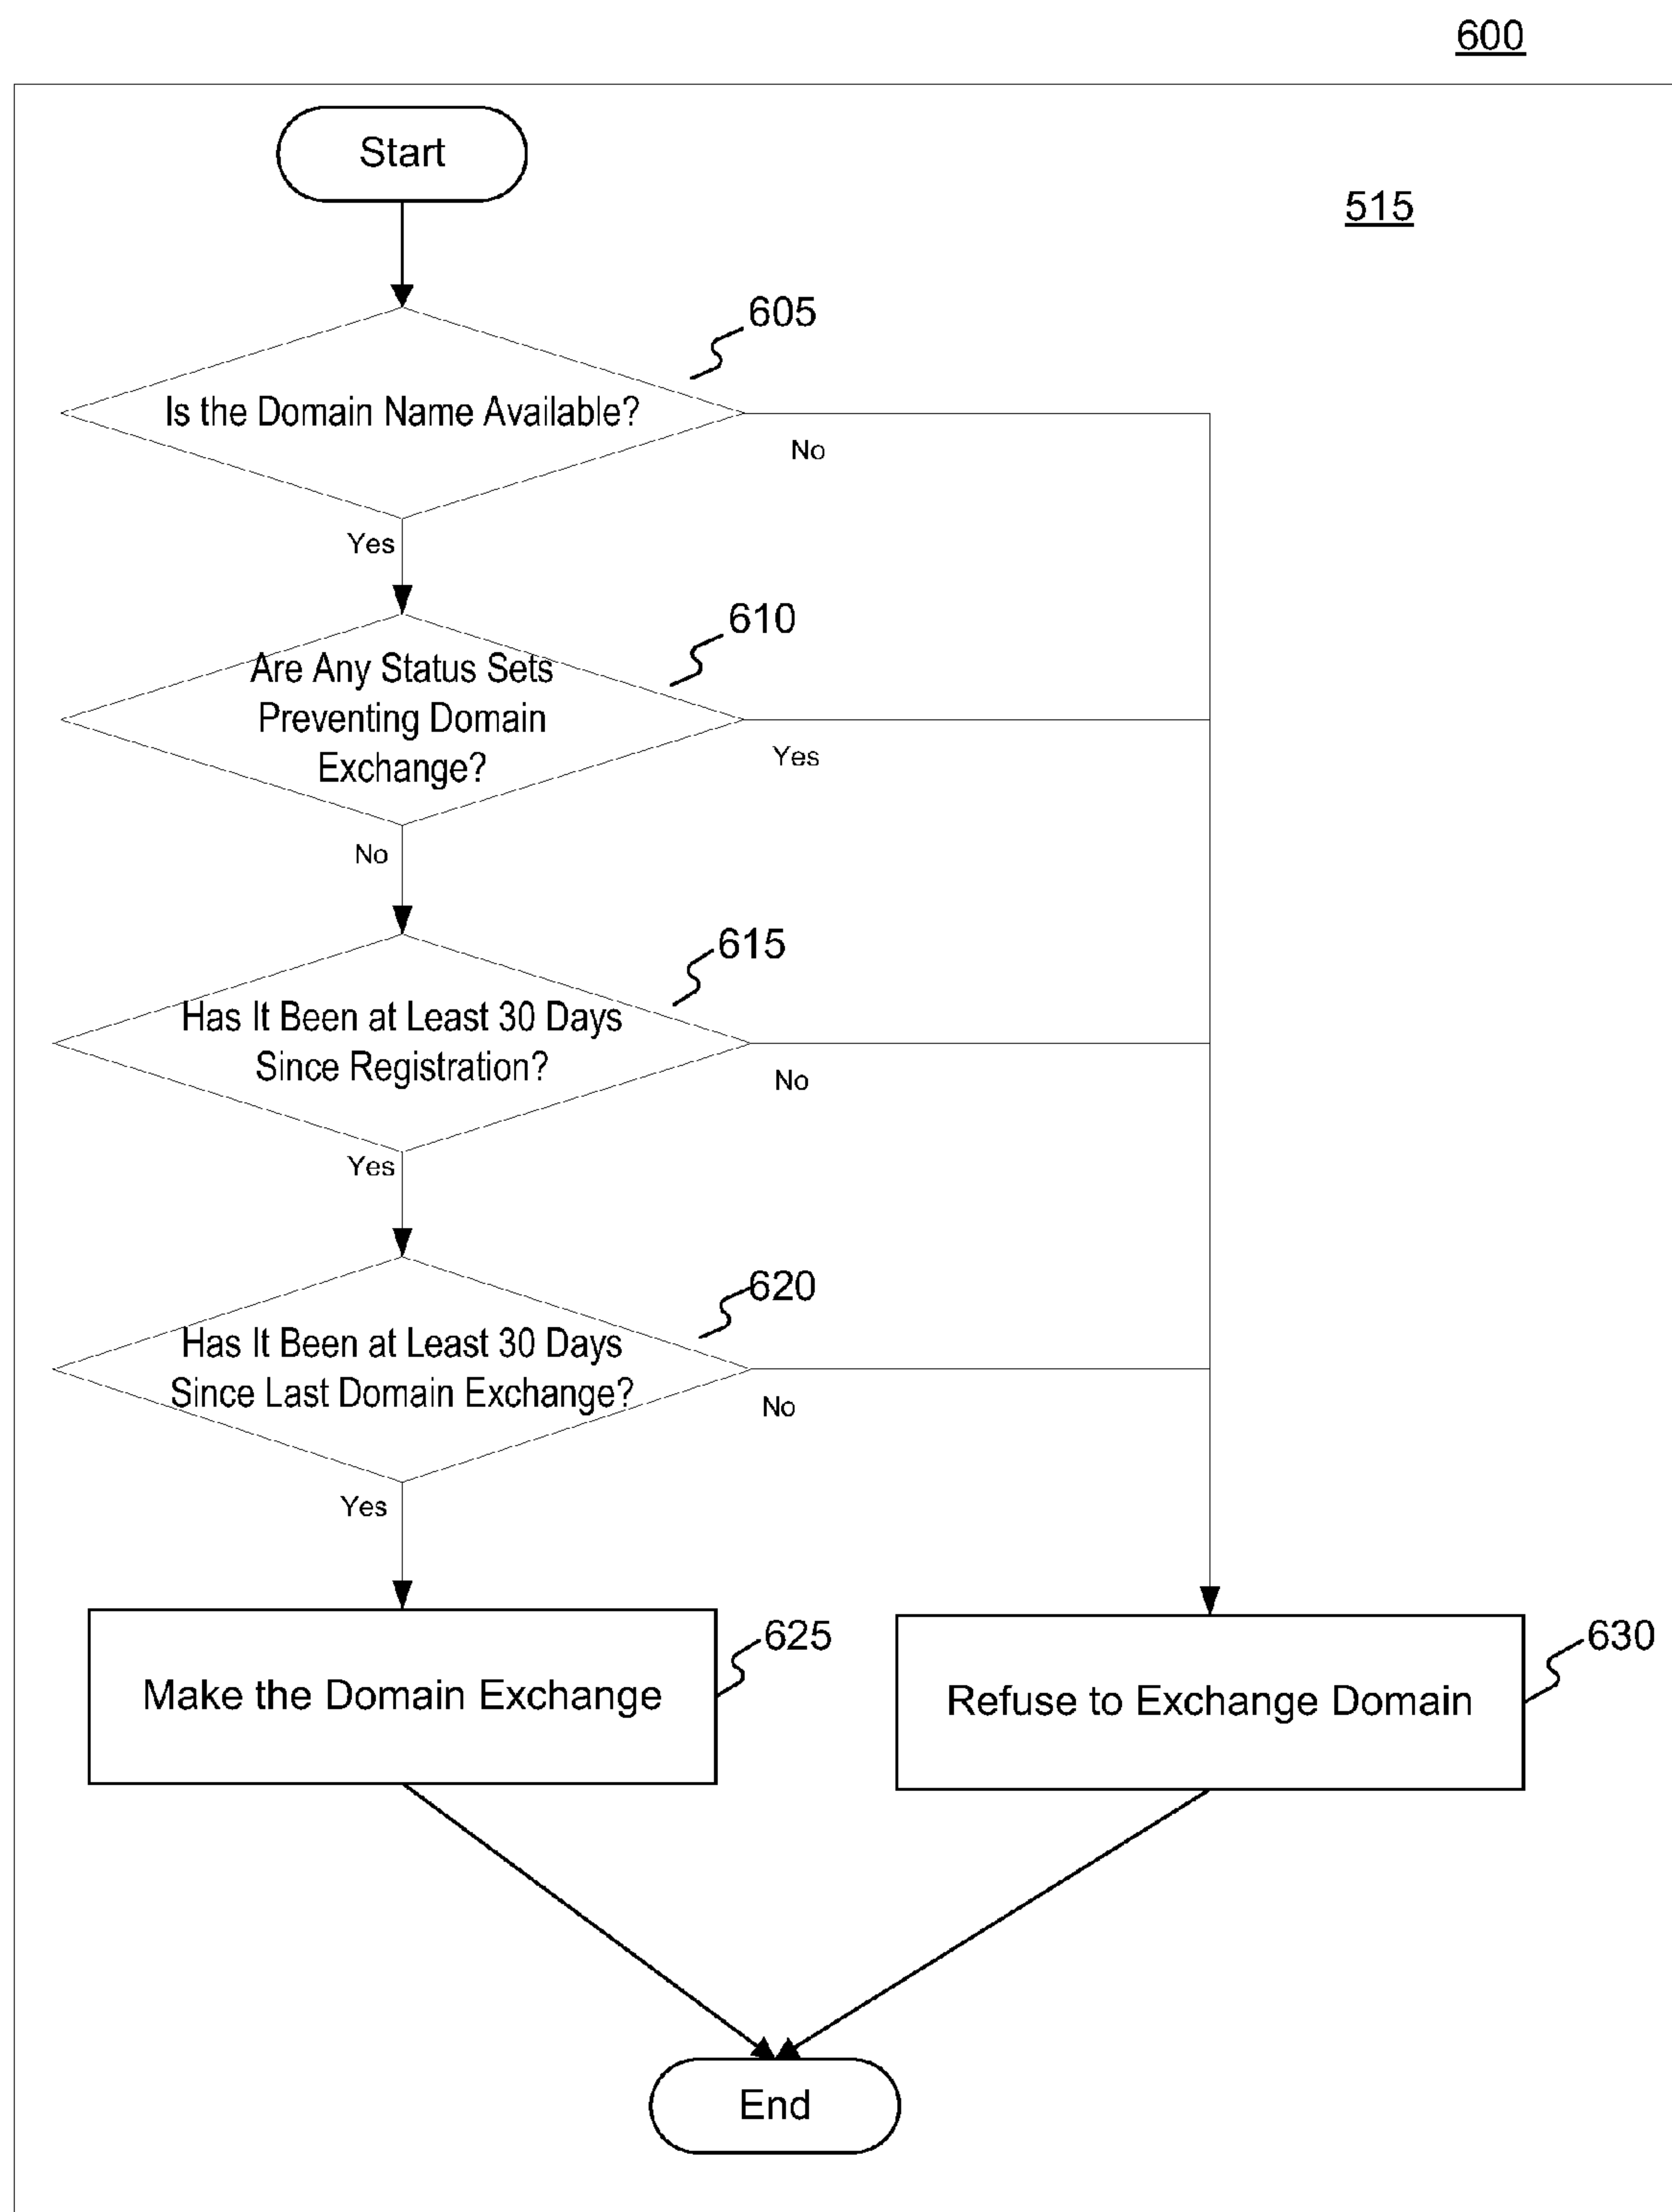 600
Start
515
605
Is the Domain Name Available?
No
Yes
610
Are Any Status Sets
Preventing Domain
Exchange?
Yes
No
615
Has It Been at Least 30 Days
Since Registration?
No
Yes
620
Has It Been at Least 30 Days
Since Last Domain Exchange?
No
Yes
625
Make the Domain Exchange
630
Refuse to Exchange Domain
End